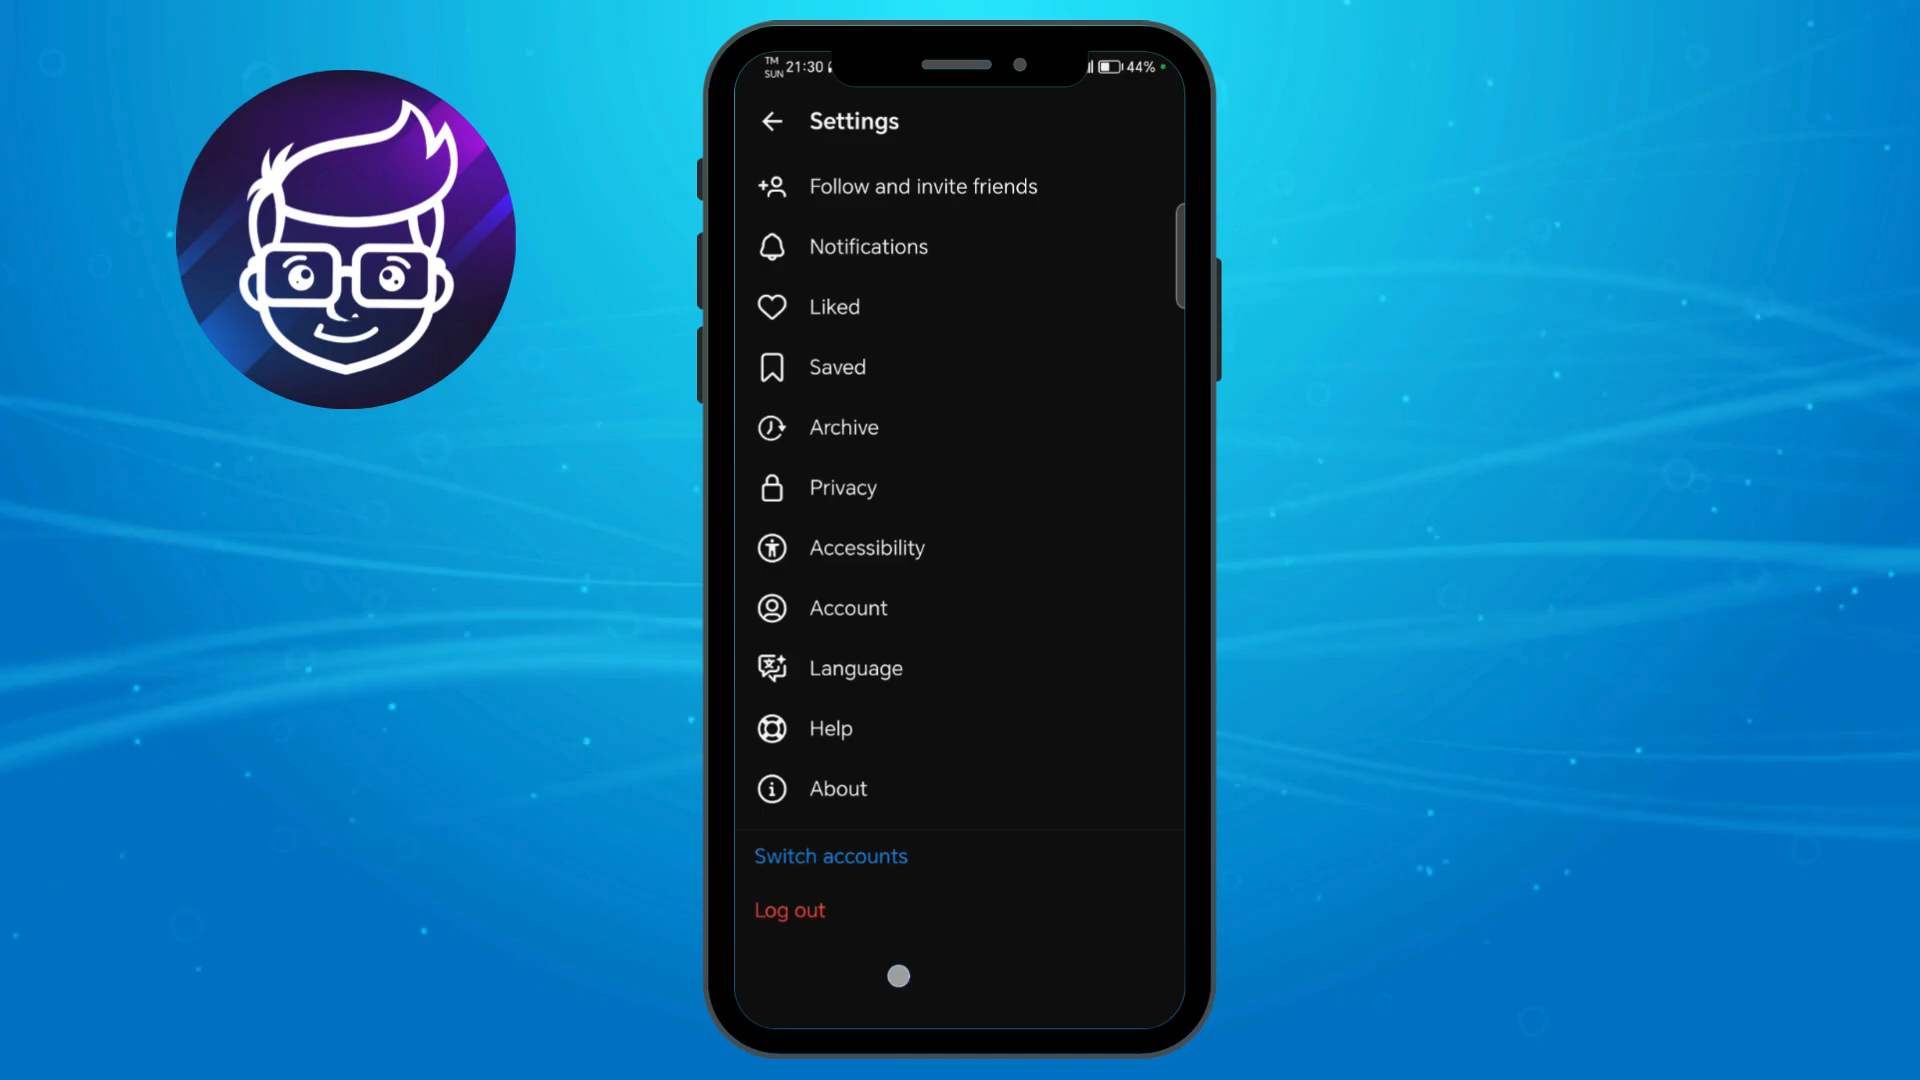 TM
SUN 21:30 44%
Settings
Follow and invite friends
Notifications
Liked
Saved
Archive
Privacy
Accessibility
Account
Language
Help
About
Switch accounts
Log out